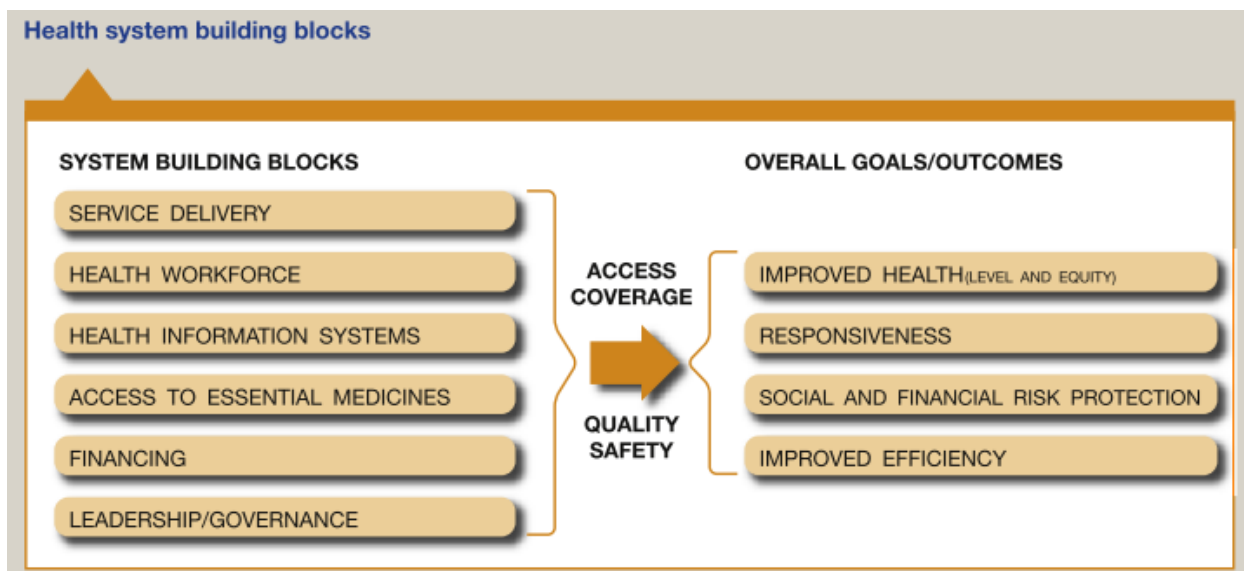 Health system building blocks
SYSTEM BUILDING BLOCKS
SERVICE DELIVERY
HEALTH WORKFORCE
HEALTH INFORMATION SYSTEMS
ACCESS TO ESSENTIAL MEDICINES
FINANCING
LEADERSHIP/GOVERNANCE
ACCESS
COVERAGE
QUALITY
SAFETY
OVERALL GOALS/OUTCOMES
IMPROVED HEALTH(LEVEL AND EQUITY)
RESPONSIVENESS
SOCIAL AND FINANCIAL RISK PROTECTION
IMPROVED EFFICIENCY